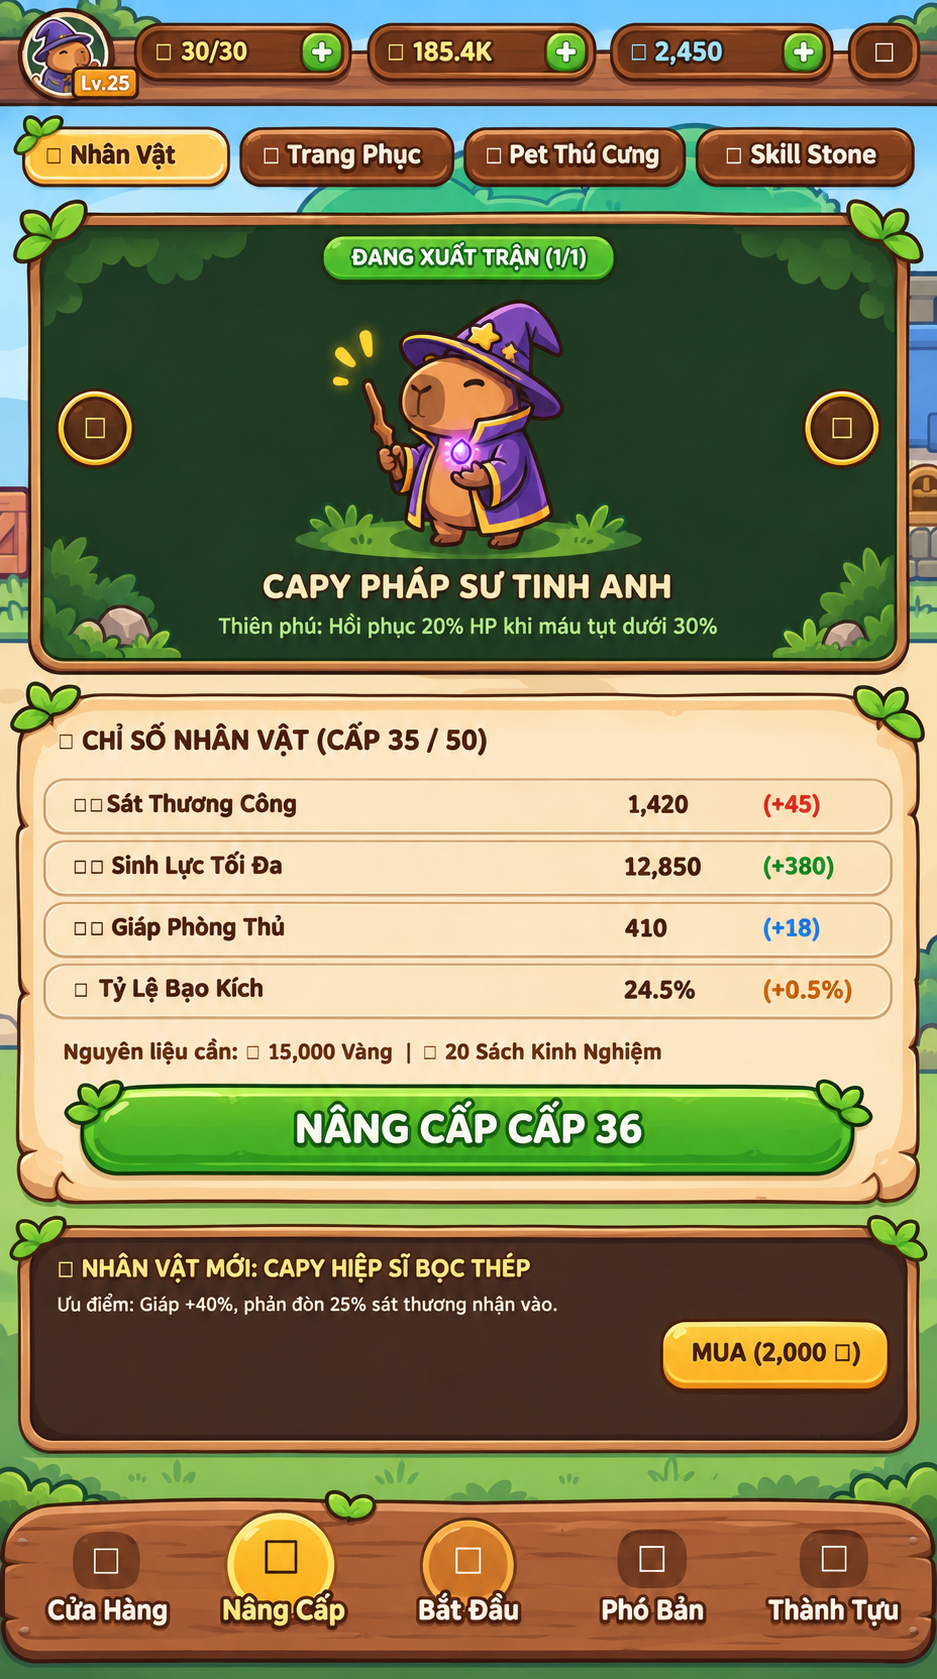 30/30
185.4K
2,450
Lv.25
Nhân Vật
Trang Phục
Pet Thú Cưng
Skill Stone
ĐANG XUẤT TRẬN (1/1)
CAPY PHÁP SƯ TINH ANH
Thiên phú: Hồi phục 20% HP khi máu tụt dưới 30%
CHỈ SỐ NHÂN VẬT (CẤP 35 / 50)
Sát Thương Công 1,420 (+45)
Sinh Lực Tối Đa 12,850 (+380)
Giáp Phòng Thủ 410 (+18)
Tỷ Lệ Bạo Kích 24.5% (+0.5%)
Nguyên liệu cần: □ 15,000 Vàng | □ 20 Sách Kinh Nghiệm
NÂNG CẤP CẤP 36
NHÂN VẬT MỚI: CAPY HIỆP SĨ BỌC THÉP
Ưu điểm: Giáp +40%, phản đòn 25% sát thương nhận vào.
MUA (2,000 □)
Cửa Hàng
Nâng Cấp
Bắt Đầu
Phó Bản
Thành Tựu